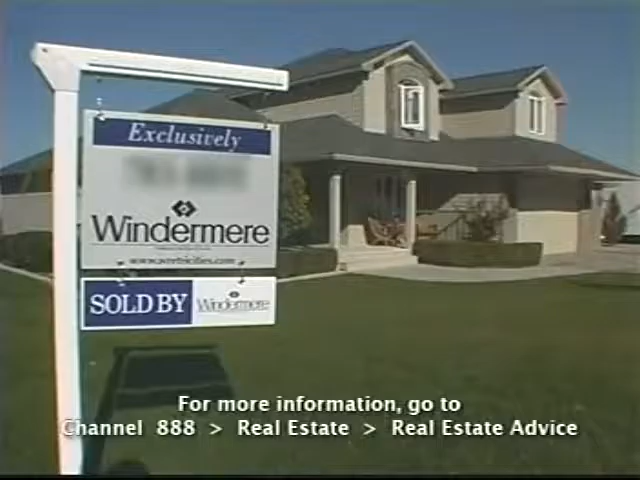 Exclusively
Windermere
SOLD BY Windermere
For more information, go to
Channel 888 > Real Estate > Real Estate Advice